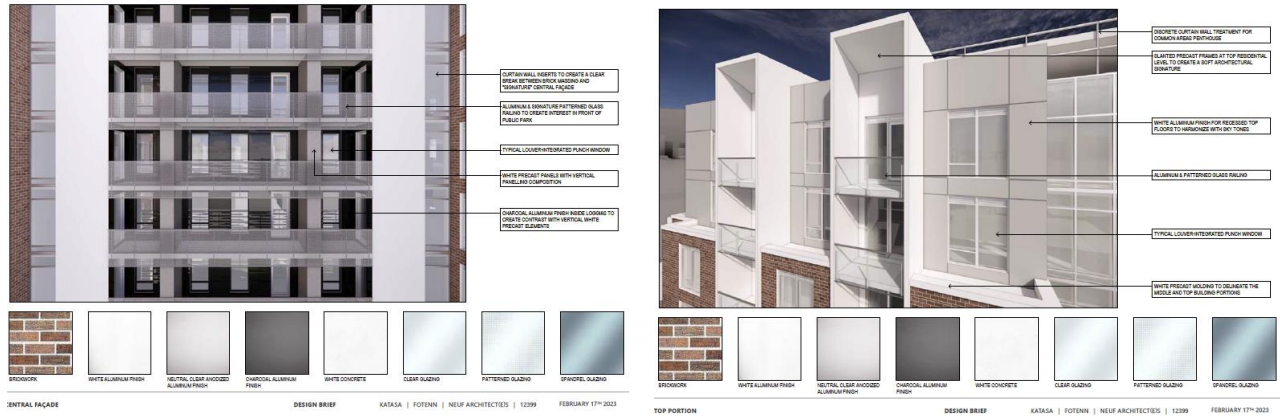 CURTAIN WALL INSERTS TO CREATE A CLEAR
BREAK BETWEEN BRICK MASSING AND
"SIGNATURE" CENTRAL FAÇADE
ALUMINUM & SIGNATURE PATTERNED GLASS
RAILING TO CREATE INTEREST IN FRONT OF
PUBLIC PARK
TYPICAL LOUVER-INTEGRATED PUNCH WINDOW
WHITE PRECAST PANELS WITH VERTICAL
PANELLING COMPOSITION
CHARCOAL ALUMINUM FINISH INSIDE LOGGIAS TO
CREATE CONTRAST WITH VERTICAL WHITE
PRECAST ELEMENTS
BRICKWORK
WHITE ALUMINUM FINISH
NEUTRAL CLEAR ANODIZED
ALUMINUM FINISH
CHARCOAL ALUMINUM
FINISH
WHITE CONCRETE
CLEAR GLAZING
PATTERNED GLAZING
SPANDREL GLAZING
CENTRAL FAÇADE
DESIGN BRIEF
KATASA | FOTENN | NEUF ARCHITECT(E)S | 12399
FEBRUARY 17TH 2023
DISCRETE CURTAIN WALL TREATMENT FOR
COMMON AREAS PENTHOUSE
SLANTED PRECAST FRAMES AT TOP RESIDENTIAL
LEVEL TO CREATE A SOFT ARCHITECTURAL
SIGNATURE
WHITE ALUMINUM FINISH FOR RECESSED TOP
FLOORS TO HARMONIZE WITH SKY TONES
ALUMINUM & PATTERNED GLASS RAILING
TYPICAL LOUVER-INTEGRATED PUNCH WINDOW
WHITE PRECAST MOLDING TO DELINEATE THE
MIDDLE AND TOP BUILDING PORTIONS
BRICKWORK
WHITE ALUMINUM FINISH
NEUTRAL CLEAR ANODIZED
ALUMINUM FINISH
CHARCOAL ALUMINUM
FINISH
WHITE CONCRETE
CLEAR GLAZING
PATTERNED GLAZING
SPANDREL GLAZING
TOP PORTION
DESIGN BRIEF
KATASA | FOTENN | NEUF ARCHITECT(E)S | 12399
FEBRUARY 17TH 2023